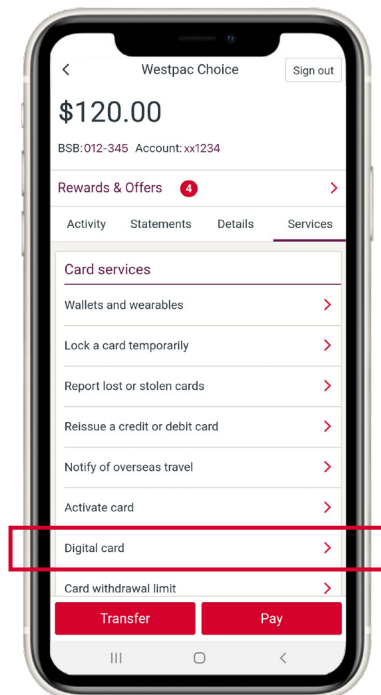 Westpac Choice
Sign out
$120.00
BSB:012-345 Account:xx1234
Rewards & Offers 4
Activity Statements Details Services
Card services
Wallets and wearables
Lock a card temporarily
Report lost or stolen cards
Reissue a credit or debit card
Notify of overseas travel
Activate card
Digital card
Card withdrawal limit
Transfer Pay